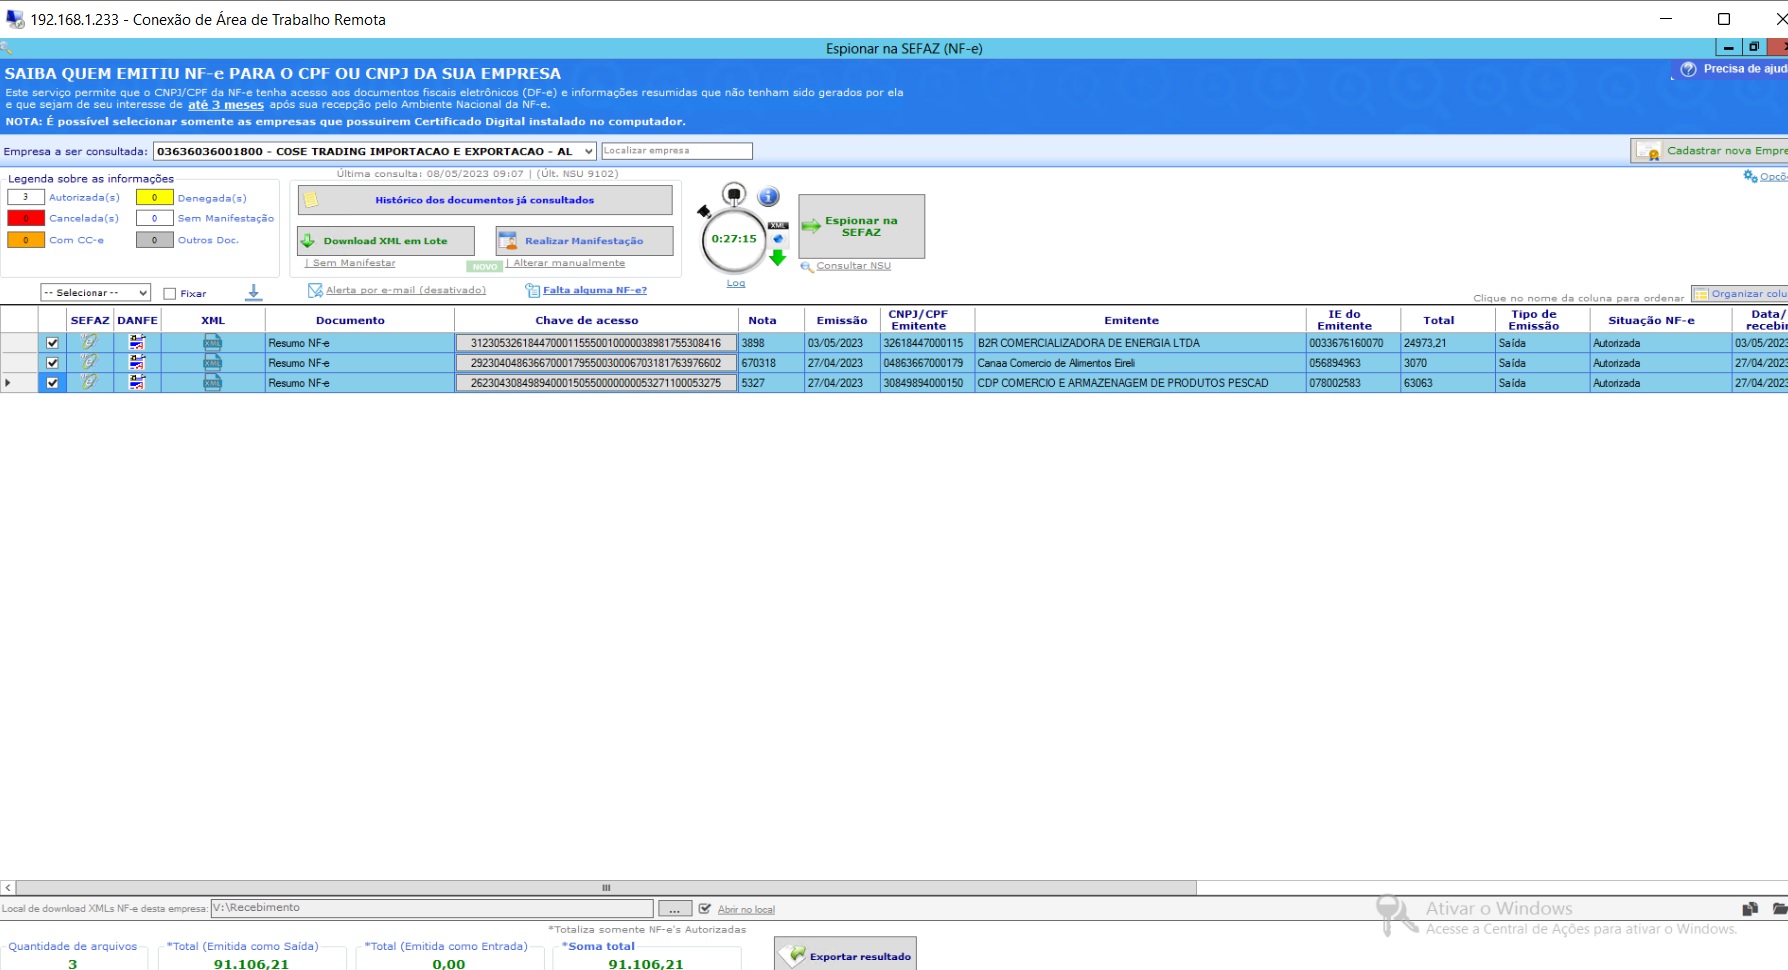 192.168.1.233 - Conexão de Área de Trabalho Remota
Espionar na SEFAZ (NF-e)
SAIBA QUEM EMITIU NF-e PARA O CPF OU CNPJ DA SUA EMPRESA
Precisa de ajud
Este serviço permite que o CNPJ/CPF da NF-e tenha acesso aos documentos fiscais eletrônicos (DF-e) e informações resumidas que não tenham sido gerados por ela
e que sejam de seu interesse de até 3 meses após sua recepção pelo Ambiente Nacional da NF-e.
NOTA: É possível selecionar somente as empresas que possuirem Certificado Digital instalado no computador.
Empresa a ser consultada: 03636036001800 - COSE TRADING IMPORTACAO E EXPORTACAO - AL Localizar empresa
Cadastrar nova Empre
Legenda sobre as informações
Última consulta: 08/05/2023 09:07 | (Últ. NSU 9102)
Opçõ
3 Autorizada(s) 0 Denegada(s)
0 Cancelada(s) 0 Sem Manifestação
0 Com CC-e 0 Outros Doc.
Histórico dos documentos já consultados
Download XML em Lote
Realizar Manifestação
| Sem Manifestar
NOVO | Alterar manualmente
XML
0:27:15
Log
Espionar na
SEFAZ
Consultar NSU
-- Selecionar -- Fixar
Alerta por e-mail (desativado)
Falta alguma NF-e?
Clique no nome da coluna para ordenar
Organizar colu
SEFAZ DANFE XML Documento Chave de acesso Nota Emissão CNPJ/CPF Emitente Emitente IE do Emitente Total Tipo de Emissão Situação NF-e Data/ recebir
XML Resumo NF-e 31230532618447000115550010000038981755308416 3898 03/05/2023 32618447000115 B2R COMERCIALIZADORA DE ENERGIA LTDA 0033676160070 24973,21 Saída Autorizada 03/05/2023
XML Resumo NF-e 29230404863667000179550030006703181763976602 670318 27/04/2023 04863667000179 Canaa Comercio de Alimentos Eireli 056894963 3070 Saída Autorizada 27/04/2023
XML Resumo NF-e 26230430849894000150550000000053271100053275 5327 27/04/2023 30849894000150 CDP COMERCIO E ARMAZENAGEM DE PRODUTOS PESCAD 078002583 63063 Saída Autorizada 27/04/2023
Local de download XMLs NF-e desta empresa: V:\Recebimento ... Abrir no local
Ativar o Windows
Acesse a Central de Ações para ativar o Windows.
*Totaliza somente NF-e's Autorizadas
Quantidade de arquivos
3
*Total (Emitida como Saída)
91.106,21
*Total (Emitida como Entrada)
0,00
*Soma total
91.106,21
Exportar resultado